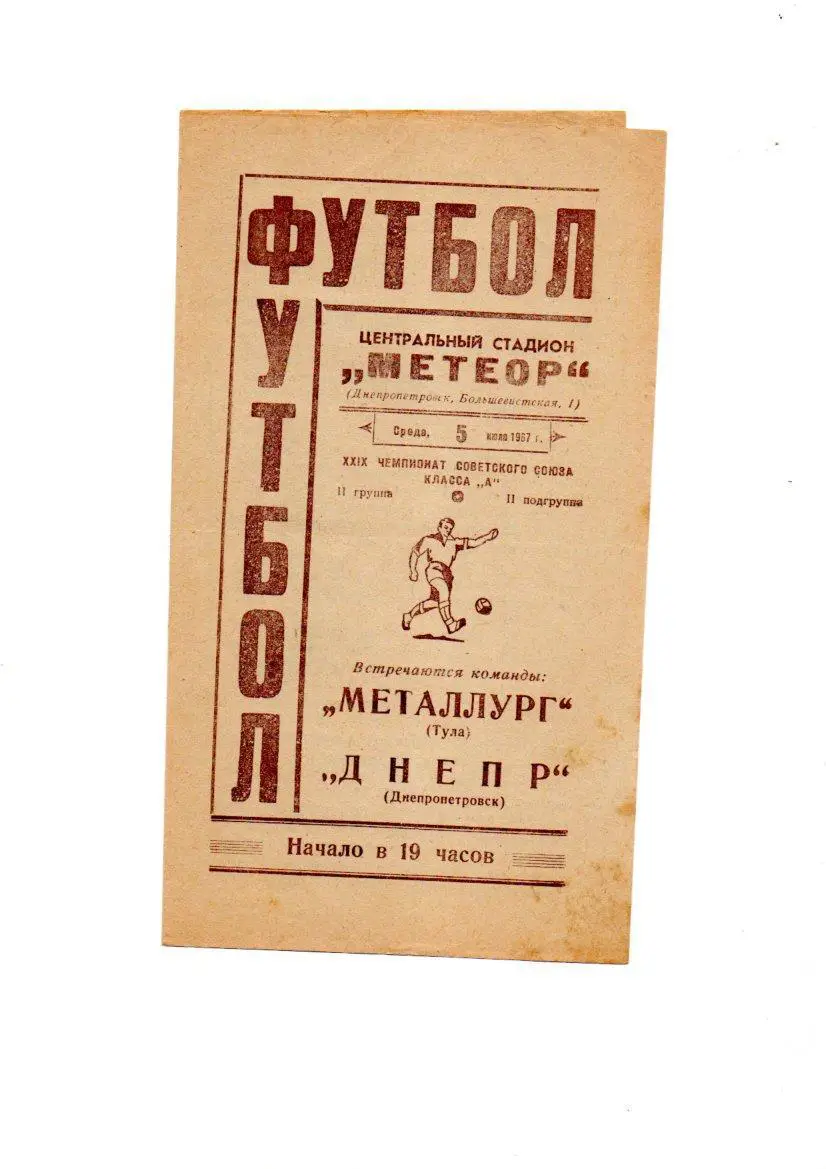 ФУТБОЛ
ФУТБОЛ
ЦЕНТРАЛЬНЫЙ СТАДИОН
„МЕТЕОР“
(Днепропетровск, Большевистская, 1)
Среда, 5 июля 1967 г.
XXIX ЧЕМПИОНАТ СОВЕТСКОГО СОЮЗА
КЛАССА „А“
II группа II подгруппа
Встречаются команды:
„МЕТАЛЛУРГ“
(Тула)
„ДНЕПР“
(Днепропетровск)
Начало в 19 часов